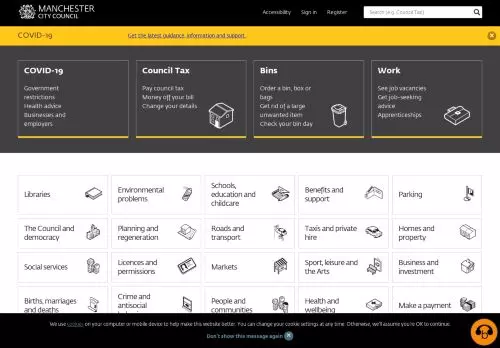 MANCHESTER
CITY COUNCIL
Accessibility Sign in Register Search (e.g. Council Tax)
COVID-19 Get the latest guidance, information and support.
COVID-19
Government
restrictions
Health advice
Businesses and
employers
Council Tax
Pay council tax
Money off your bill
Change your details
Bins
Order a bin, box or
bags
Get rid of a large
unwanted item
Check your bin day
Work
See job vacancies
Get job-seeking
advice
Apprenticeships
Libraries
Environmental
problems
Schools,
education and
childcare
Benefits and
support
Parking
The Council and
democracy
Planning and
regeneration
Roads and
transport
Taxis and private
hire
Homes and
property
Social services
Licences and
permissions
Markets
Sport, leisure and
the Arts
Business and
investment
Births, marriages
and deaths
Crime and
antisocial
People and
communities
Health and
wellbeing
Make a payment
We use cookies on your computer or mobile device to help make this website better. You can change your cookie settings at any time. Otherwise, we'll assume you're OK to continue.
Don't show this message again